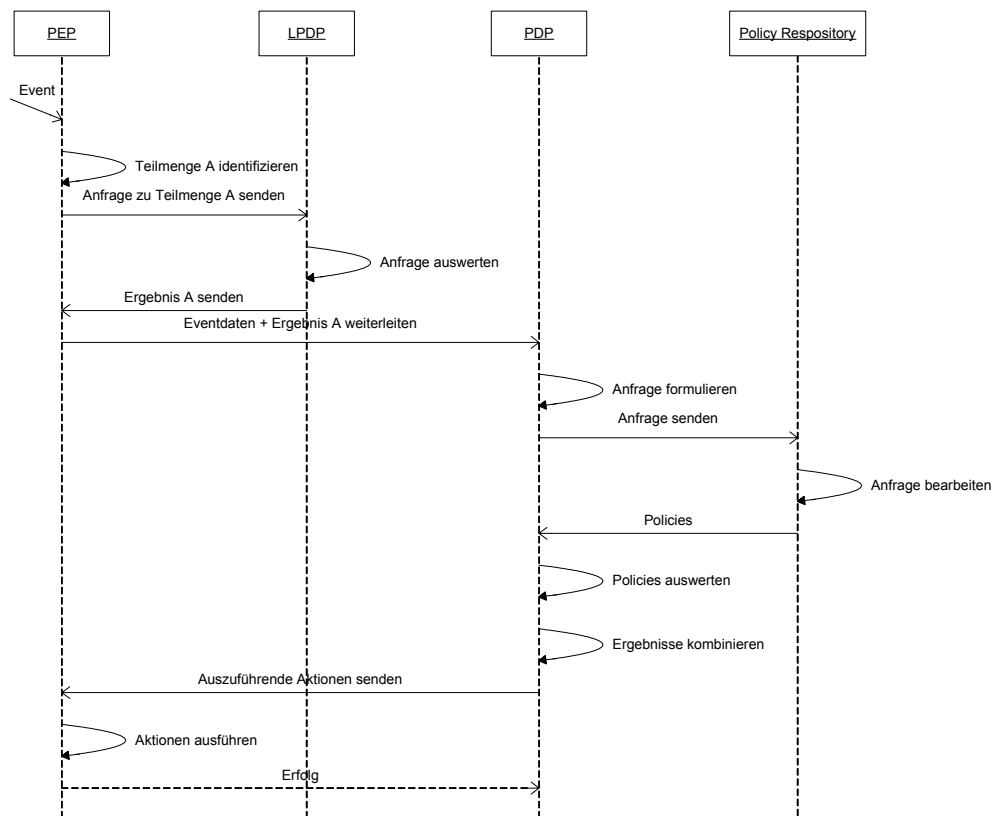 PEP
LPDP
PDP
Policy Respository
Event
Teilmenge A identifizieren
Anfrage zu Teilmenge A senden
Anfrage auswerten
Ergebnis A senden
Eventdaten + Ergebnis A weiterleiten
Anfrage formulieren
Anfrage senden
Anfrage bearbeiten
Policies
Policies auswerten
Ergebnisse kombinieren
Auszuführende Aktionen senden
Aktionen ausführen
Erfolg